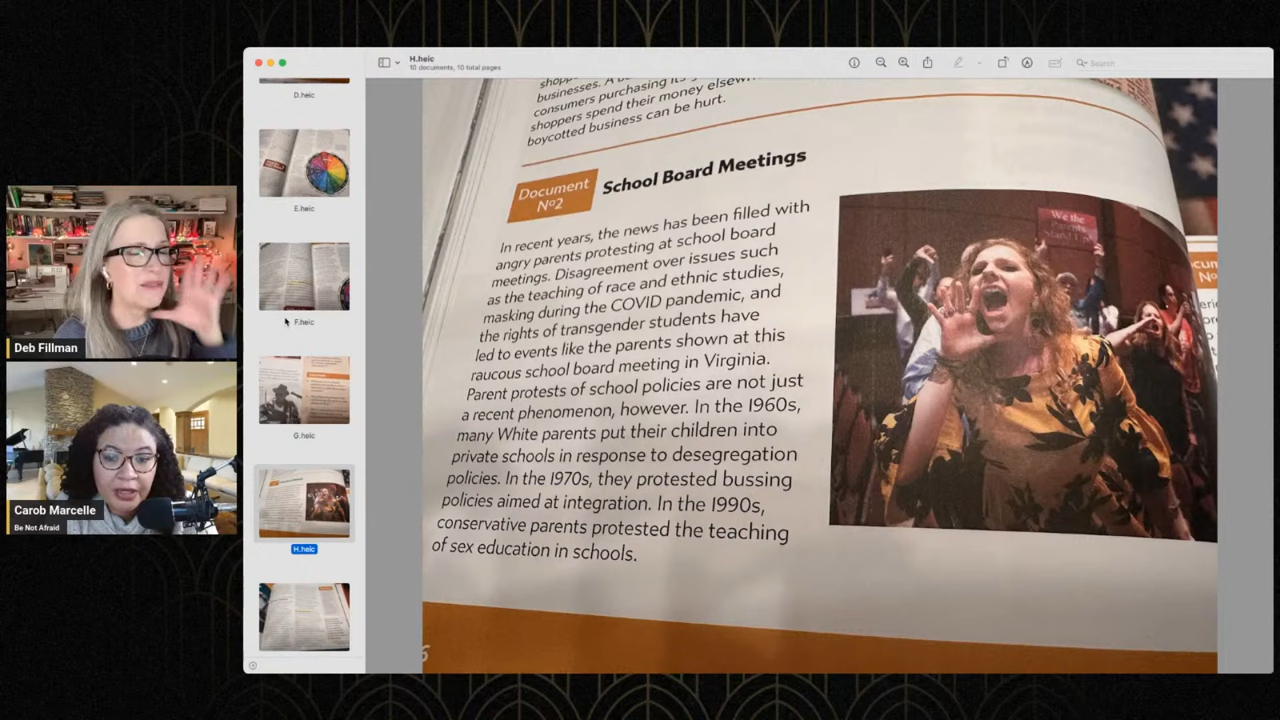 H.heic
10 documents, 10 total pages
Search
D.heic
E.heic
F.heic
G.heic
H.heic
businesses. A
consumers purchasing its
shoppers spend their money
boycotted business can be hurt.
Document
Nº2
School Board Meetings
In recent years, the news has been filled with
angry parents protesting at school board
meetings. Disagreement over issues such
as the teaching of race and ethnic studies,
masking during the COVID pandemic, and
the rights of transgender students have
led to events like the parents shown at this
raucous school board meeting in Virginia.
Parent protests of school policies are not just
a recent phenomenon, however. In the 1960s,
many White parents put their children into
private schools in response to desegregation
policies. In the 1970s, they protested bussing
policies aimed at integration. In the 1990s,
conservative parents protested the teaching
of sex education in schools.
We the
Parents
Stand Up
6
Deb Fillman
Carob Marcelle
Be Not Afraid